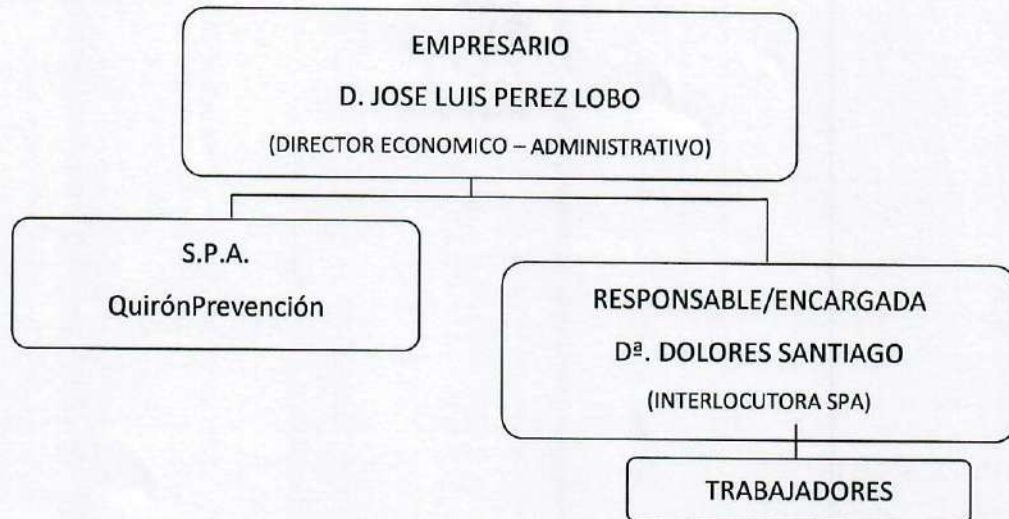 EMPRESARIO
D. JOSE LUIS PEREZ LOBO
(DIRECTOR ECONOMICO – ADMINISTRATIVO)
S.P.A.
QuirónPrevención
RESPONSABLE/ENCARGADA
Dª. DOLORES SANTIAGO
(INTERLOCUTORA SPA)
TRABAJADORES